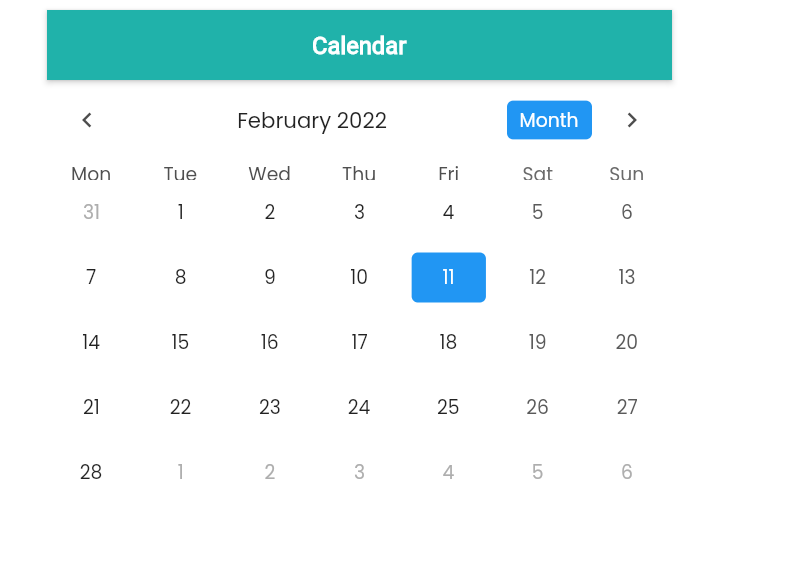 Calendar
February 2022 Month
Mon Tue Wed Thu Fri Sat Sun
31 1 2 3 4 5 6
7 8 9 10 11 12 13
14 15 16 17 18 19 20
21 22 23 24 25 26 27
28 1 2 3 4 5 6